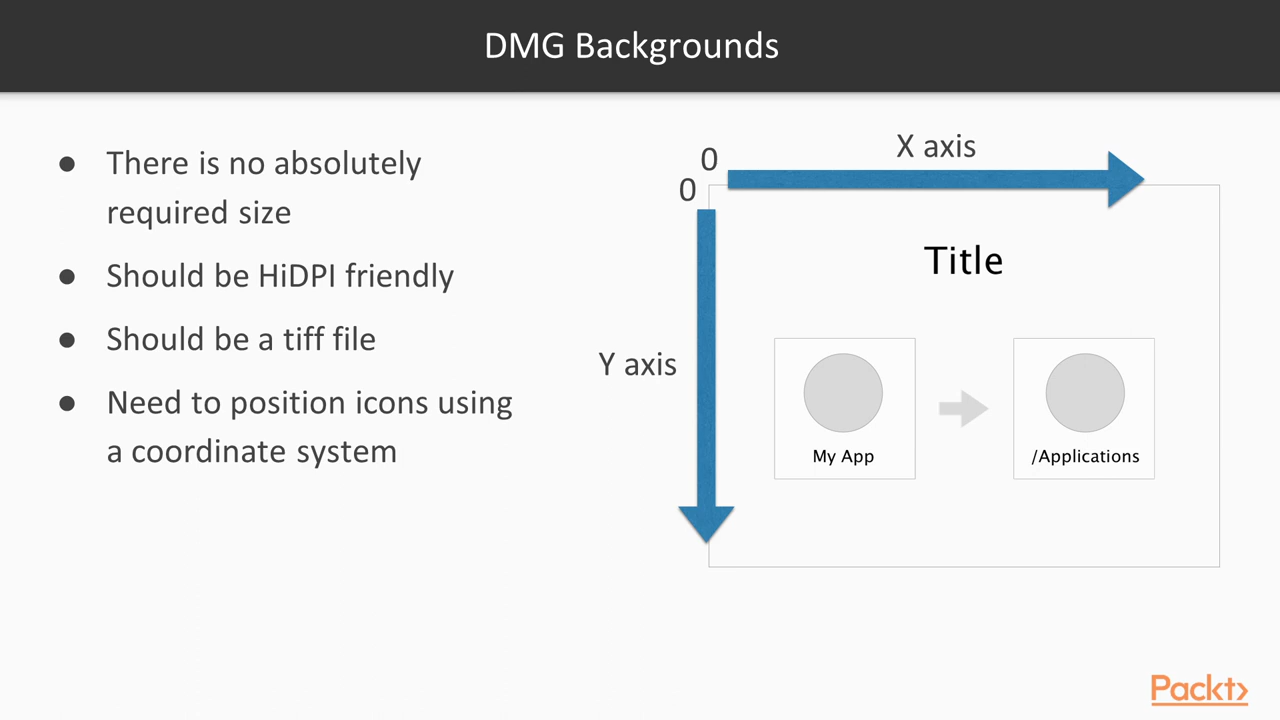 DMG Backgrounds
● There is no absolutely
required size
● Should be HiDPI friendly
● Should be a tiff file
● Need to position icons using
a coordinate system
X axis
0
0
Title
Y axis
My App
/Applications
Packt>